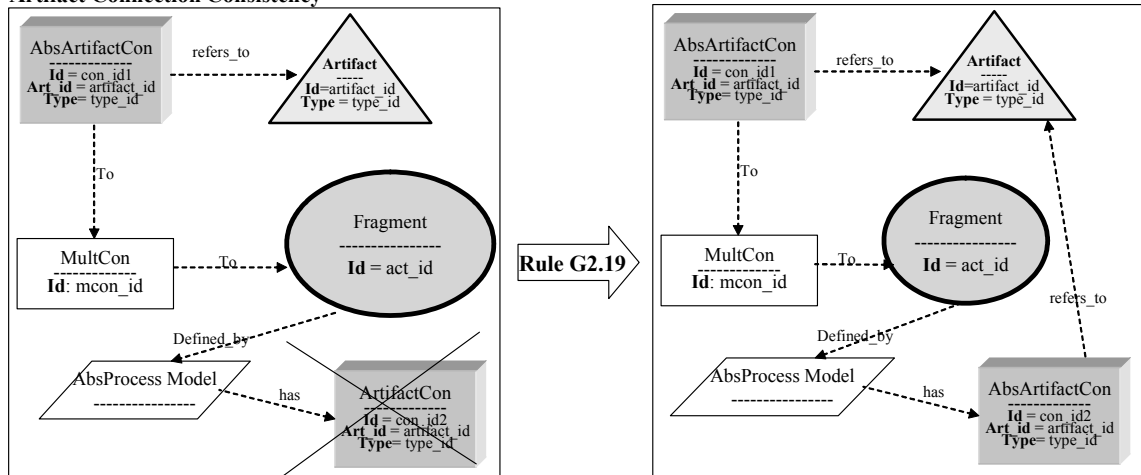 Artifact Connection Consistency
AbsArtifactCon
Id = con_id1
Art_id = artifact_id
Type= type_id
refers_to
Artifact
Id=artifact_id
Type = type_id
To
MultCon
Id: mcon_id
To
Fragment
Id = act_id
Defined_by
AbsProcess Model
has
ArtifactCon
Id = con_id2
Art_id = artifact_id
Type= type_id
Rule G2.19
AbsArtifactCon
Id = con_id1
Art_id = artifact_id
Type= type_id
refers_to
Artifact
Id=artifact_id
Type = type_id
To
MultCon
Id: mcon_id
To
Fragment
Id = act_id
refers_to
Defined_by
AbsProcess Model
has
AbsArtifactCon
Id = con_id2
Art_id = artifact_id
Type= type_id